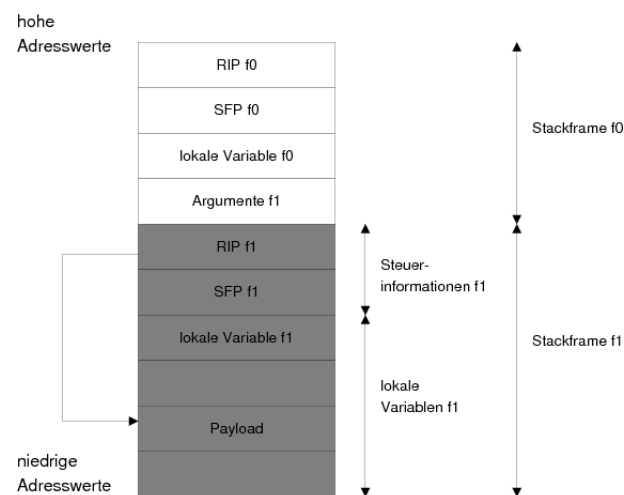 hohe
Adresswerte
RIP f0
SFP f0
lokale Variable f0
Argumente f1
RIP f1
SFP f1
lokale Variable f1
Payload
niedrige
Adresswerte
Steuer-
informationen f1
lokale
Variablen f1
Stackframe f0
Stackframe f1